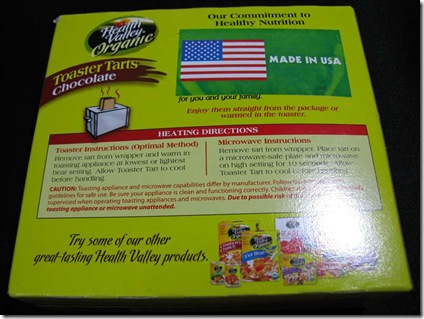 Health
Valley
Organic
Toaster Tarts
Chocolate
Our Commitment to
Healthy Nutrition
MADE IN USA
for you and your family.
Enjoy them straight from the package or
warmed in the toaster.
HEATING DIRECTIONS
Toaster Instructions (Optimal Method)
Remove tart from wrapper and warm in
toasting appliance at lowest or lightest
heat setting. Allow Toaster Tart to cool
before handling.
Microwave Instructions
Remove tart from wrapper. Place tart on
a microwave-safe plate and microwave
on high setting for 10 seconds. Allow
Toaster Tart to cool before handling.
CAUTION: Toasting appliance and microwave capabilities differ by manufacturer. Follow
guidelines for safe use. Be sure your appliance is clean and functioning correctly.
supervised when operating toasting appliances and microwaves. Due to possible risk of
toasting appliance or microwave unattended.
Try some of our other
great-tasting Health Valley products.